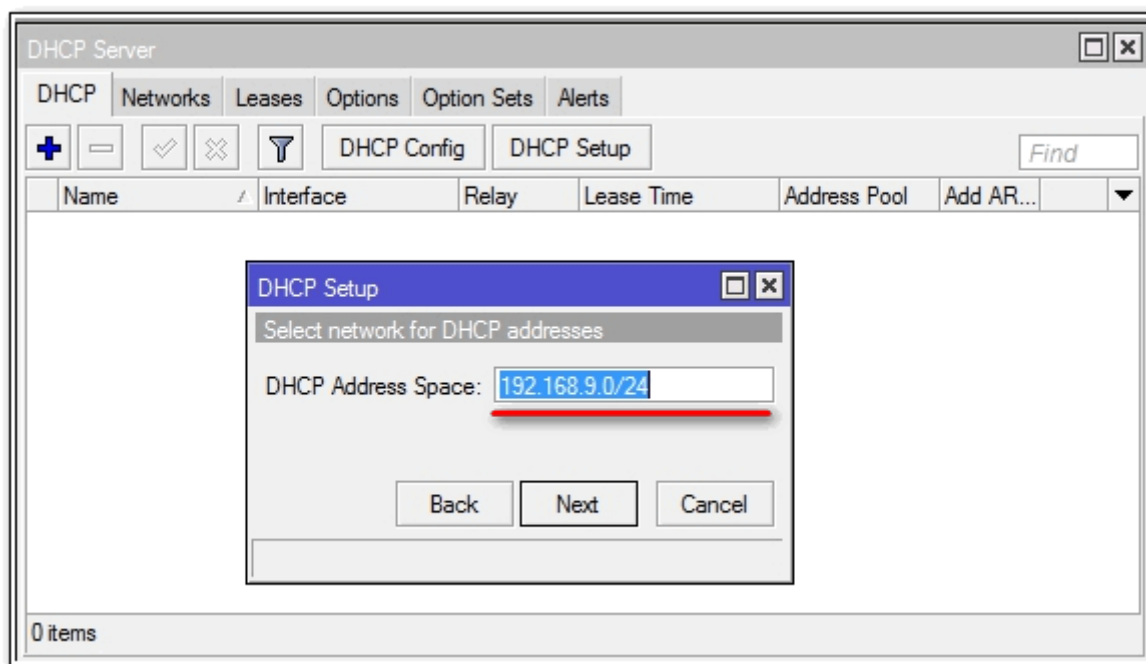 DHCP Server
DHCP Networks Leases Options Option Sets Alerts
DHCP Config DHCP Setup Find
Name Interface Relay Lease Time Address Pool Add AR...
DHCP Setup
Select network for DHCP addresses
DHCP Address Space: 192.168.9.0/24
Back Next Cancel
0 items